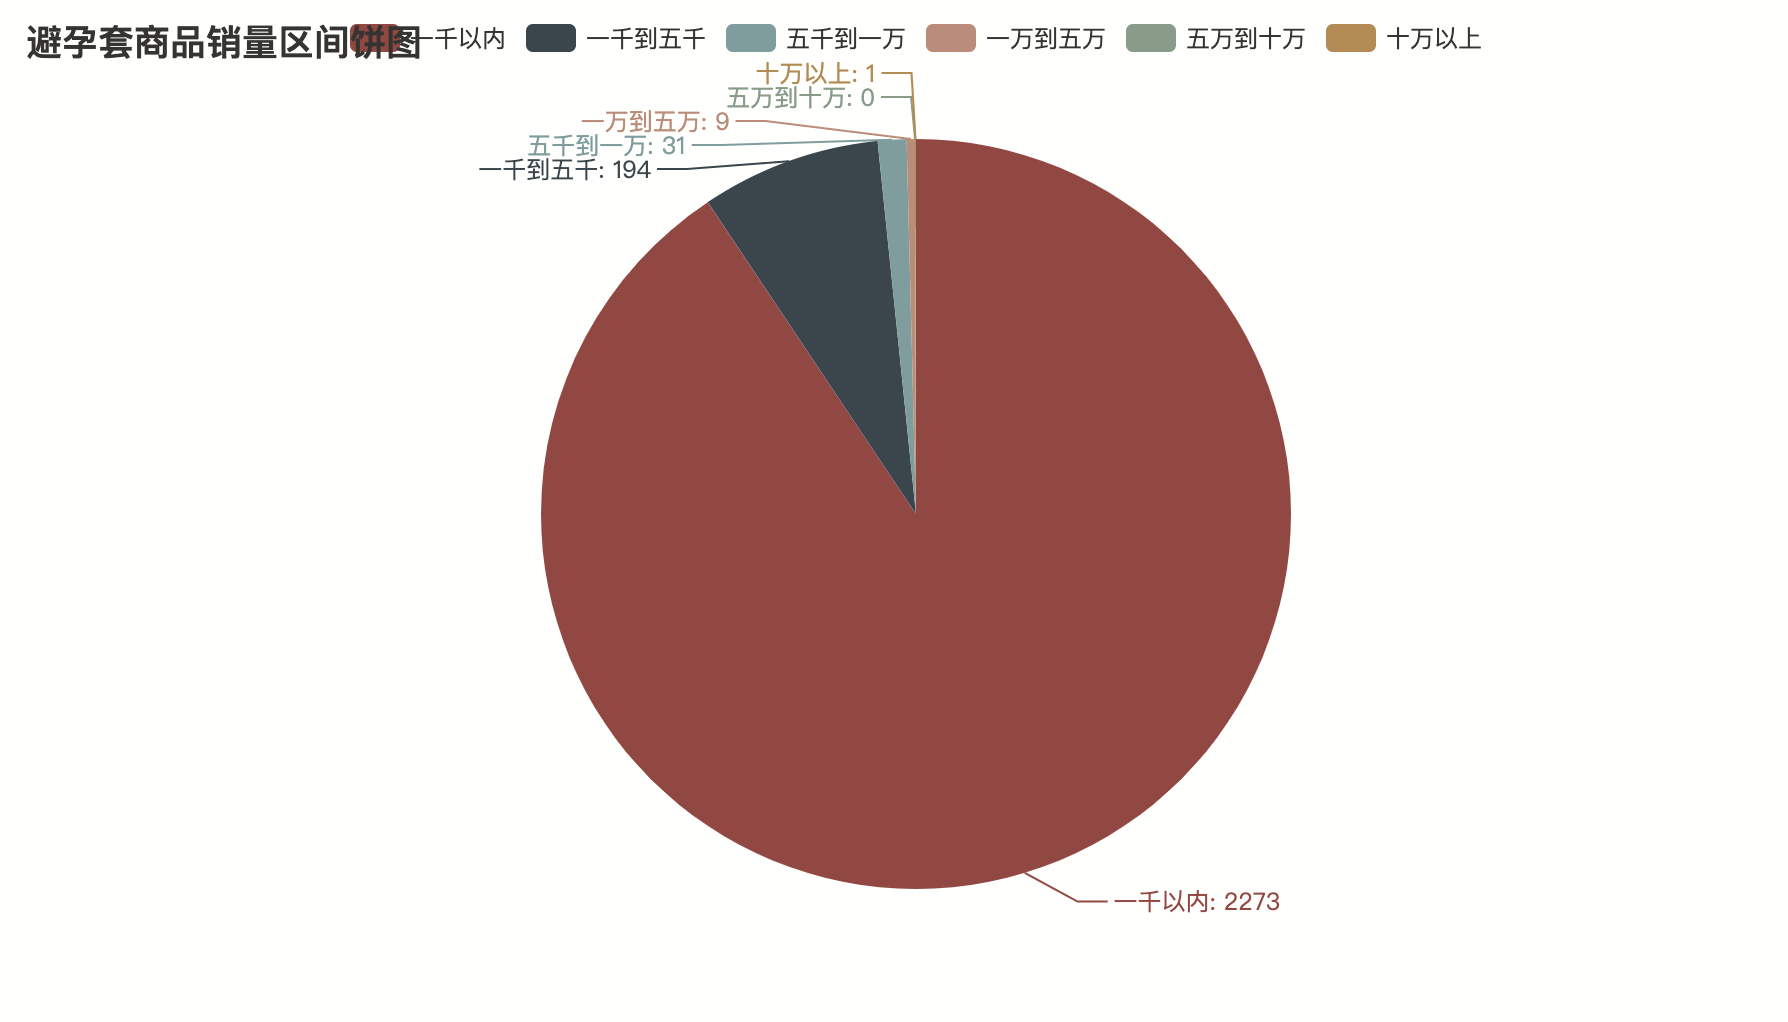 避孕套商品销量区间饼图
一千以内 一千到五千 五千到一万 一万到五万 五万到十万 十万以上
十万以上: 1
五万到十万: 0
一万到五万: 9
五千到一万: 31
一千到五千: 194
一千以内: 2273